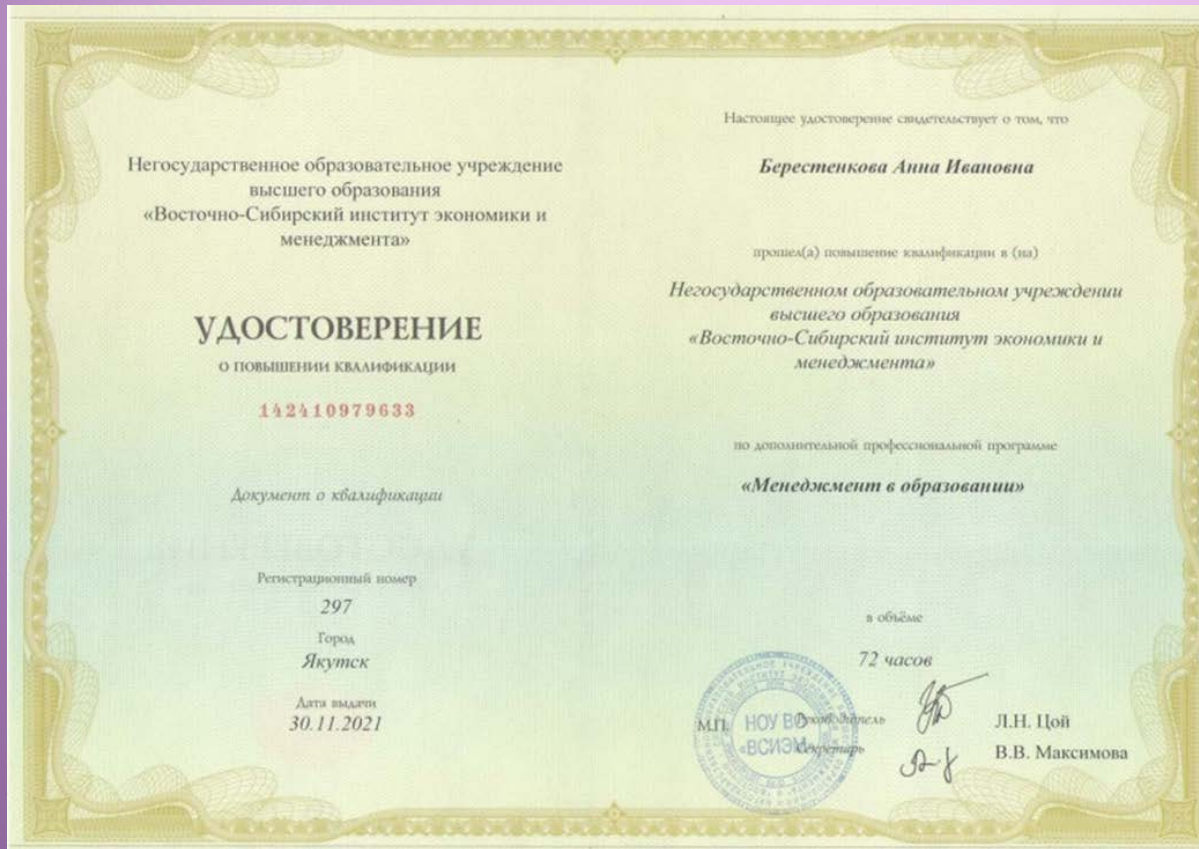 Негосударственное образовательное учреждение
высшего образования
«Восточно-Сибирский институт экономики и
менеджмента»
УДОСТОВЕРЕНИЕ
О ПОВЫШЕНИИ КВАЛИФИКАЦИИ
142410979633
Документ о квалификации
Регистрационный номер
297
Город
Якутск
Дата выдачи
30.11.2021
Настоящее удостоверение свидетельствует о том, что
Берестенкова Анна Ивановна
прошел(а) повышение квалификации в (на)
Негосударственном образовательном учреждении
высшего образования
«Восточно-Сибирский институт экономики и
менеджмента»
по дополнительной профессиональной программе
«Менеджмент в образовании»
в объёме
72 часов
М.П. Руководитель Л.Н. Цой
Секретарь В.В. Максимова
НОУ ВО
«ВСИЭМ»